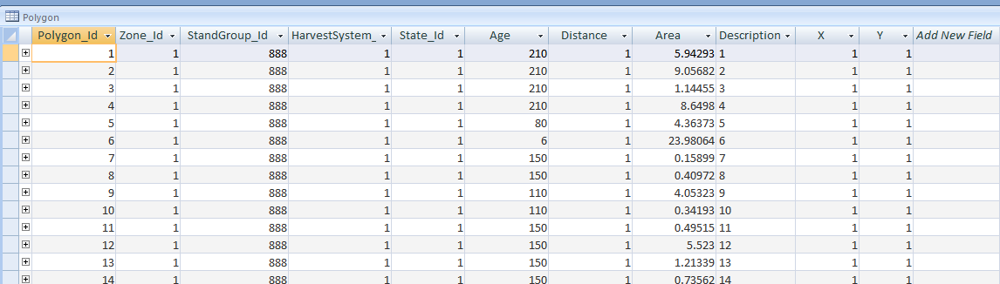 Polygon
Polygon_Id Zone_Id StandGroup_Id HarvestSystem_ State_Id Age Distance Area Description X Y Add New Field
1 1 888 1 1 210 1 5.94293 1 1 1
2 1 888 1 1 210 1 9.05682 2 1 1
3 1 888 1 1 210 1 1.14455 3 1 1
4 1 888 1 1 210 1 8.6498 4 1 1
5 1 888 1 1 80 1 4.36373 5 1 1
6 1 888 1 1 6 1 23.98064 6 1 1
7 1 888 1 1 150 1 0.15899 7 1 1
8 1 888 1 1 150 1 0.40972 8 1 1
9 1 888 1 1 110 1 4.05323 9 1 1
10 1 888 1 1 110 1 0.34193 10 1 1
11 1 888 1 1 150 1 0.49515 11 1 1
12 1 888 1 1 150 1 5.523 12 1 1
13 1 888 1 1 150 1 1.21339 13 1 1
14 1 888 1 1 150 1 0.73562 14 1 1